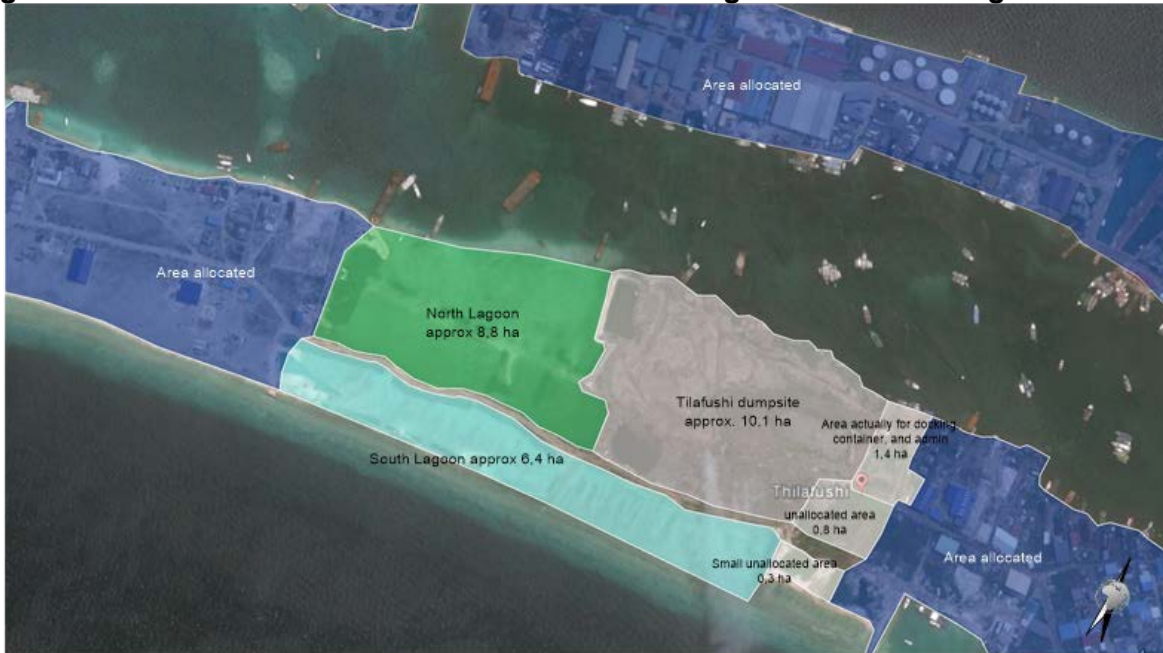 Area allocated
Area allocated
North Lagoon
approx 8,8 ha
Tilafushi dumpsite
approx. 10,1 ha
Area actually for docking
container, and admin
1,4 ha
South Lagoon approx 6,4 ha
Thilafushi
unallocated area
0,8 ha
Small unallocated area
0,3 ha
Area allocated